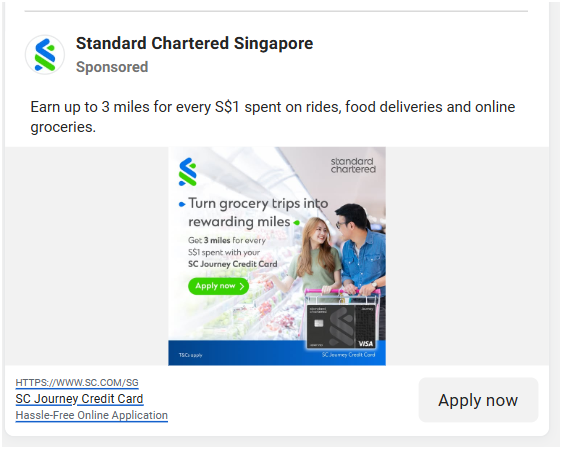 Standard Chartered Singapore
Sponsored
Earn up to 3 miles for every S$1 spent on rides, food deliveries and online
groceries.
standard
chartered
Turn grocery trips into
rewarding miles
Get 3 miles for every
S$1 spent with your
SC Journey Credit Card
Apply now
VISA
T&Cs apply
SC Journey Credit Card
HTTPS://WWW.SC.COM/SG
SC Journey Credit Card
Hassle-Free Online Application
Apply now